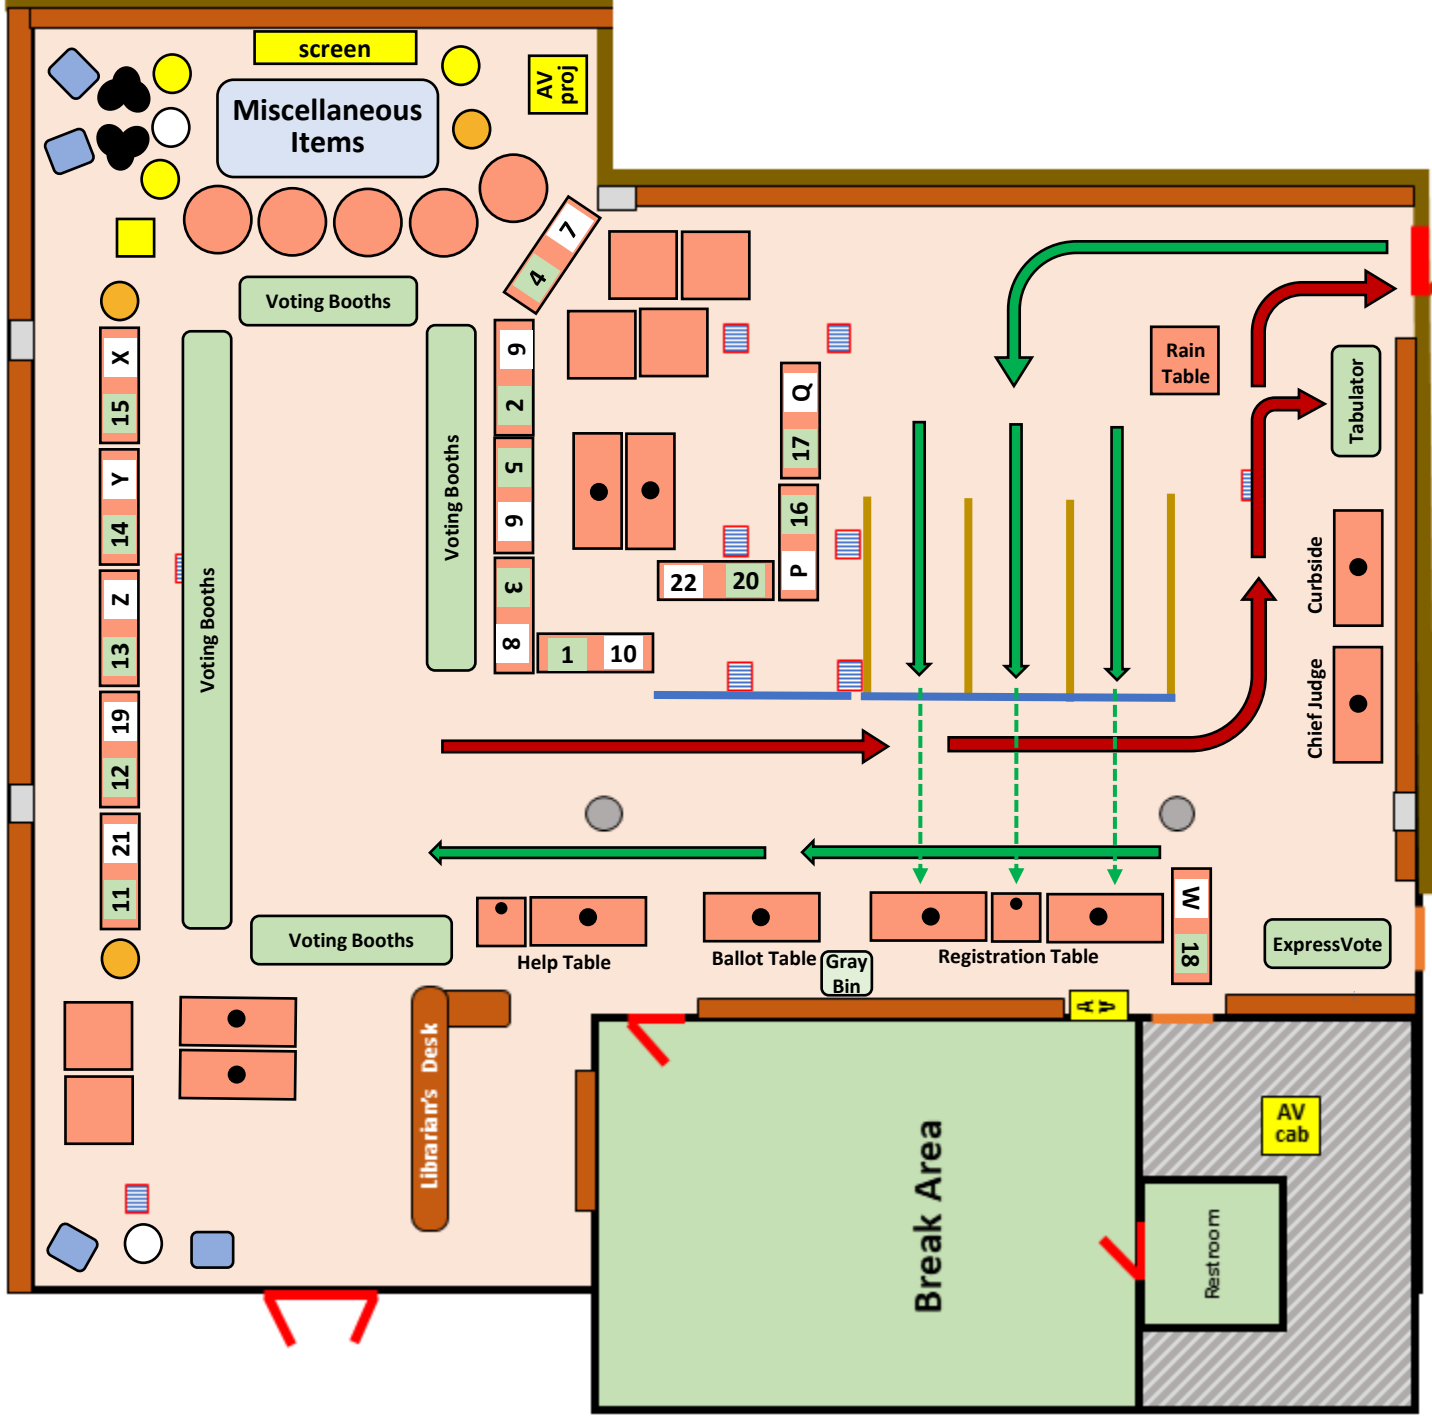 screen
AV
proj
Miscellaneous
Items
7
4
Voting Booths
X
15
Y
14
Z
13
19
12
21
11
Voting Booths
Voting Booths
9
2
5
6
3
8
1
10
Q
17
16
P
22
20
Rain
Table
Tabulator
Curbside
Chief Judge
W
18
ExpressVote
Voting Booths
Help Table
Ballot Table
Gray
Bin
Registration Table
Librarian's Desk
Break Area
AV
cab
Restroom